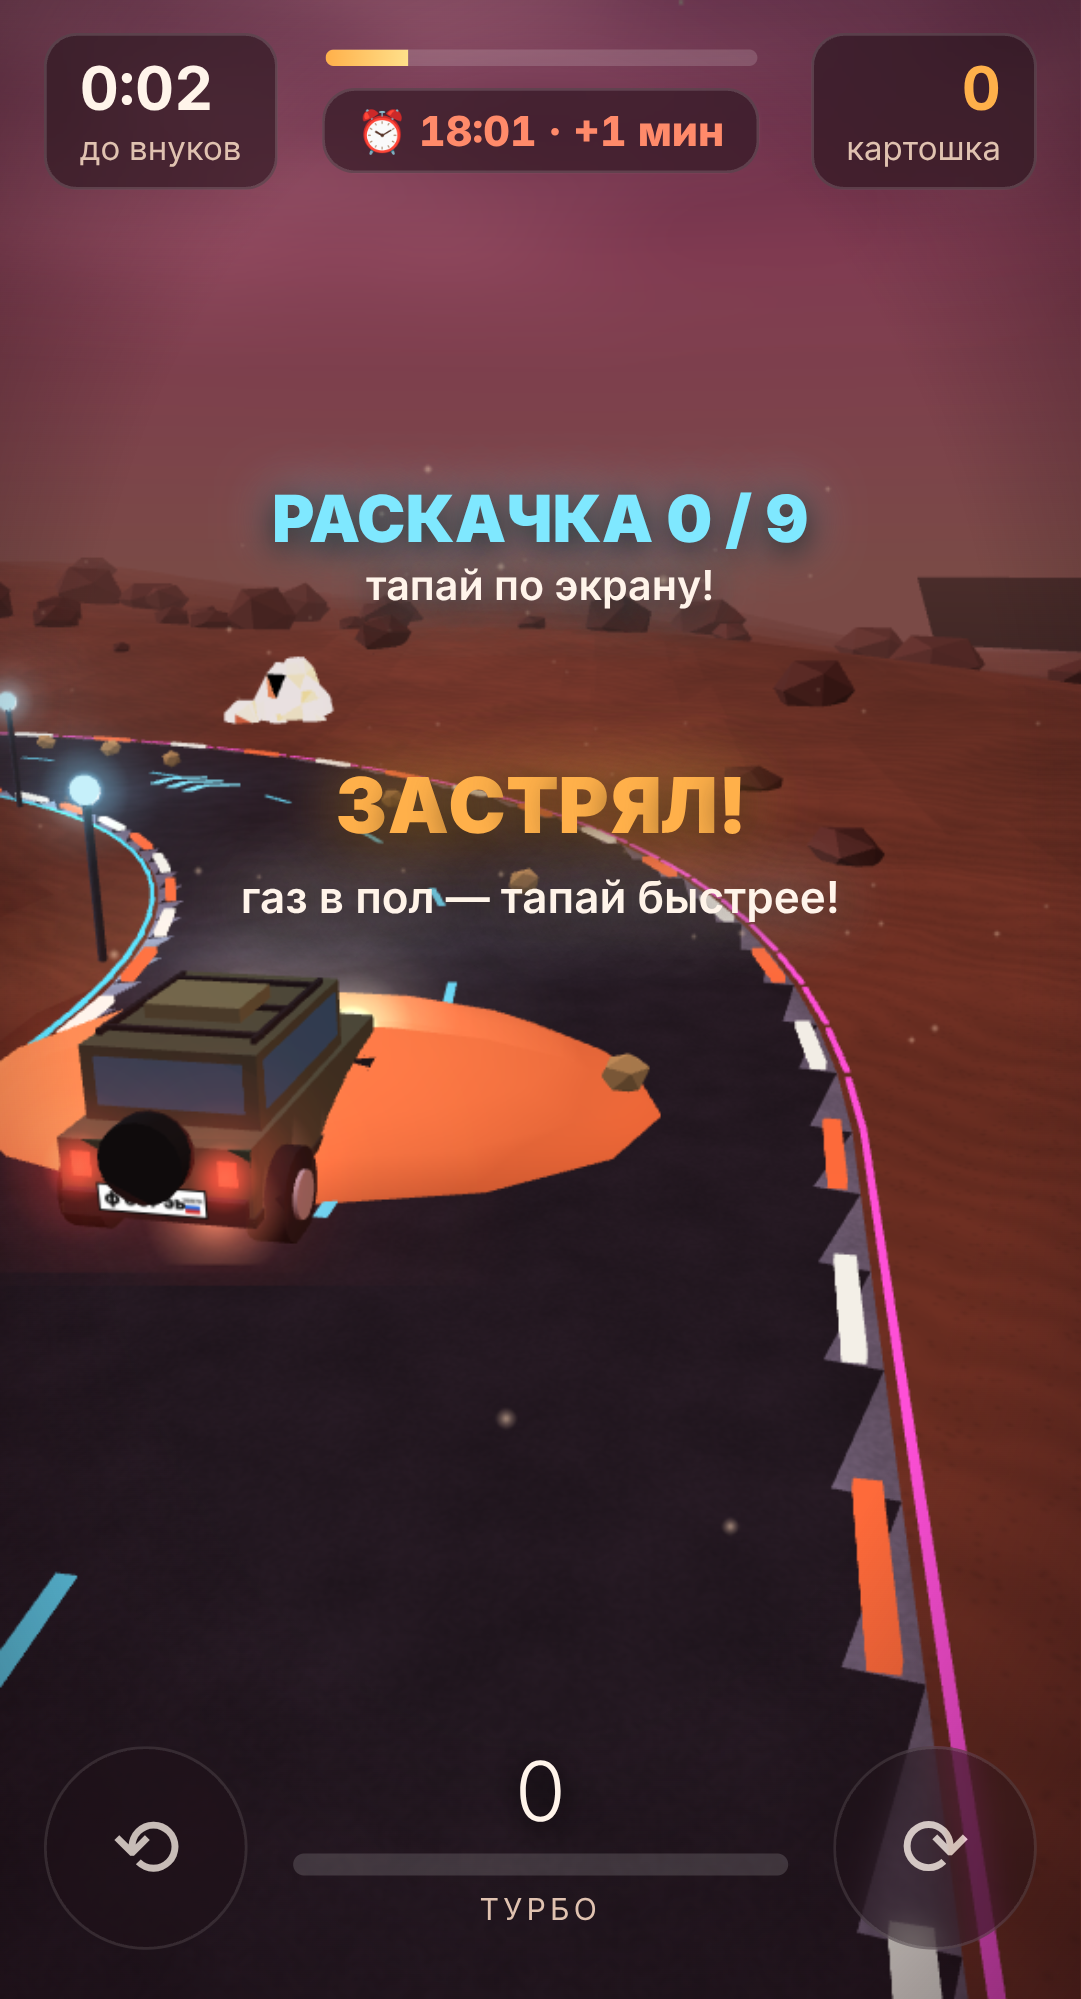 0:02
до внуков
⏰ 18:01 · +1 мин
0
картошка
РАСКАЧКА 0 / 9
тапай по экрану!
ЗАСТРЯЛ!
газ в пол — тапай быстрее!
0
ТУРБО